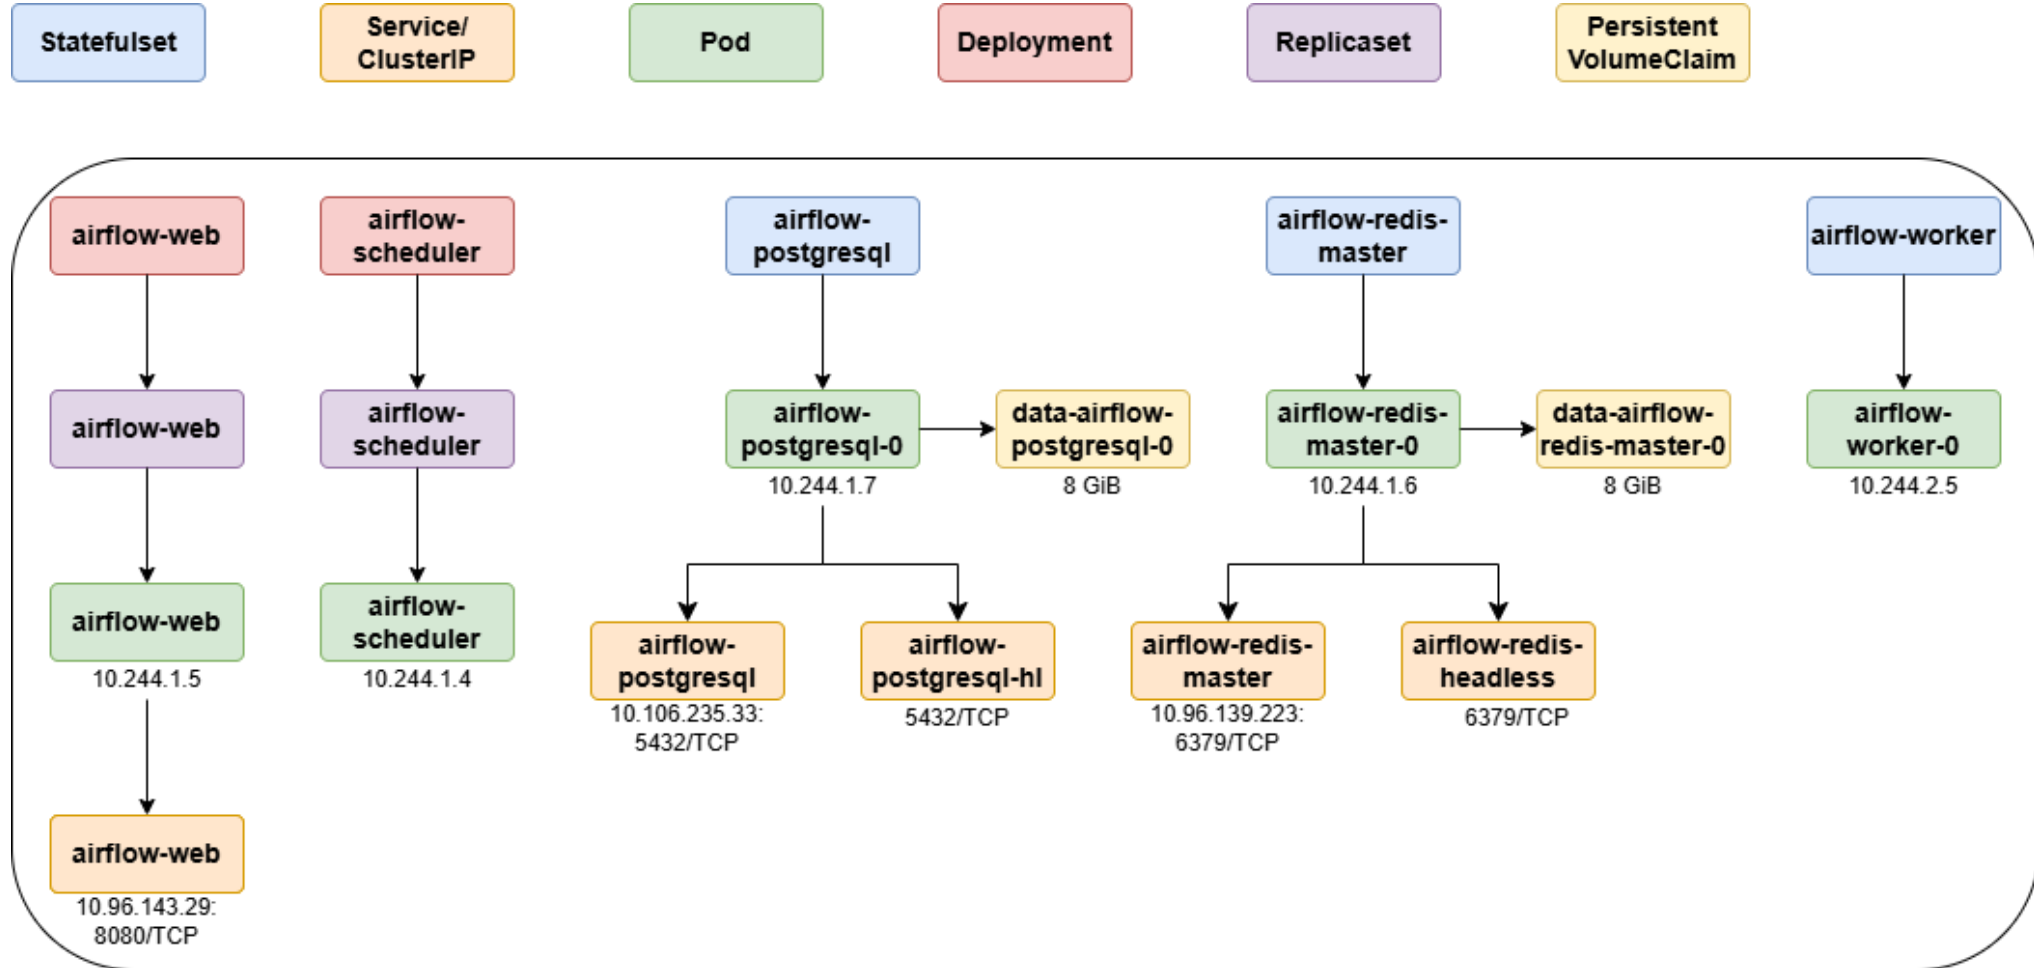 Statefulset
Service/
ClusterIP
Pod
Deployment
Replicaset
Persistent
VolumeClaim
airflow-web
airflow-
scheduler
airflow-
postgresql
airflow-redis-
master
airflow-worker
airflow-web
airflow-
scheduler
airflow-
postgresql-0
10.244.1.7
data-airflow-
postgresql-0
8 GiB
airflow-redis-
master-0
10.244.1.6
data-airflow-
redis-master-0
8 GiB
airflow-
worker-0
10.244.2.5
airflow-web
10.244.1.5
airflow-
scheduler
10.244.1.4
airflow-
postgresql
10.106.235.33:
5432/TCP
airflow-
postgresql-hl
5432/TCP
airflow-redis-
master
10.96.139.223:
6379/TCP
airflow-redis-
headless
6379/TCP
airflow-web
10.96.143.29:
8080/TCP